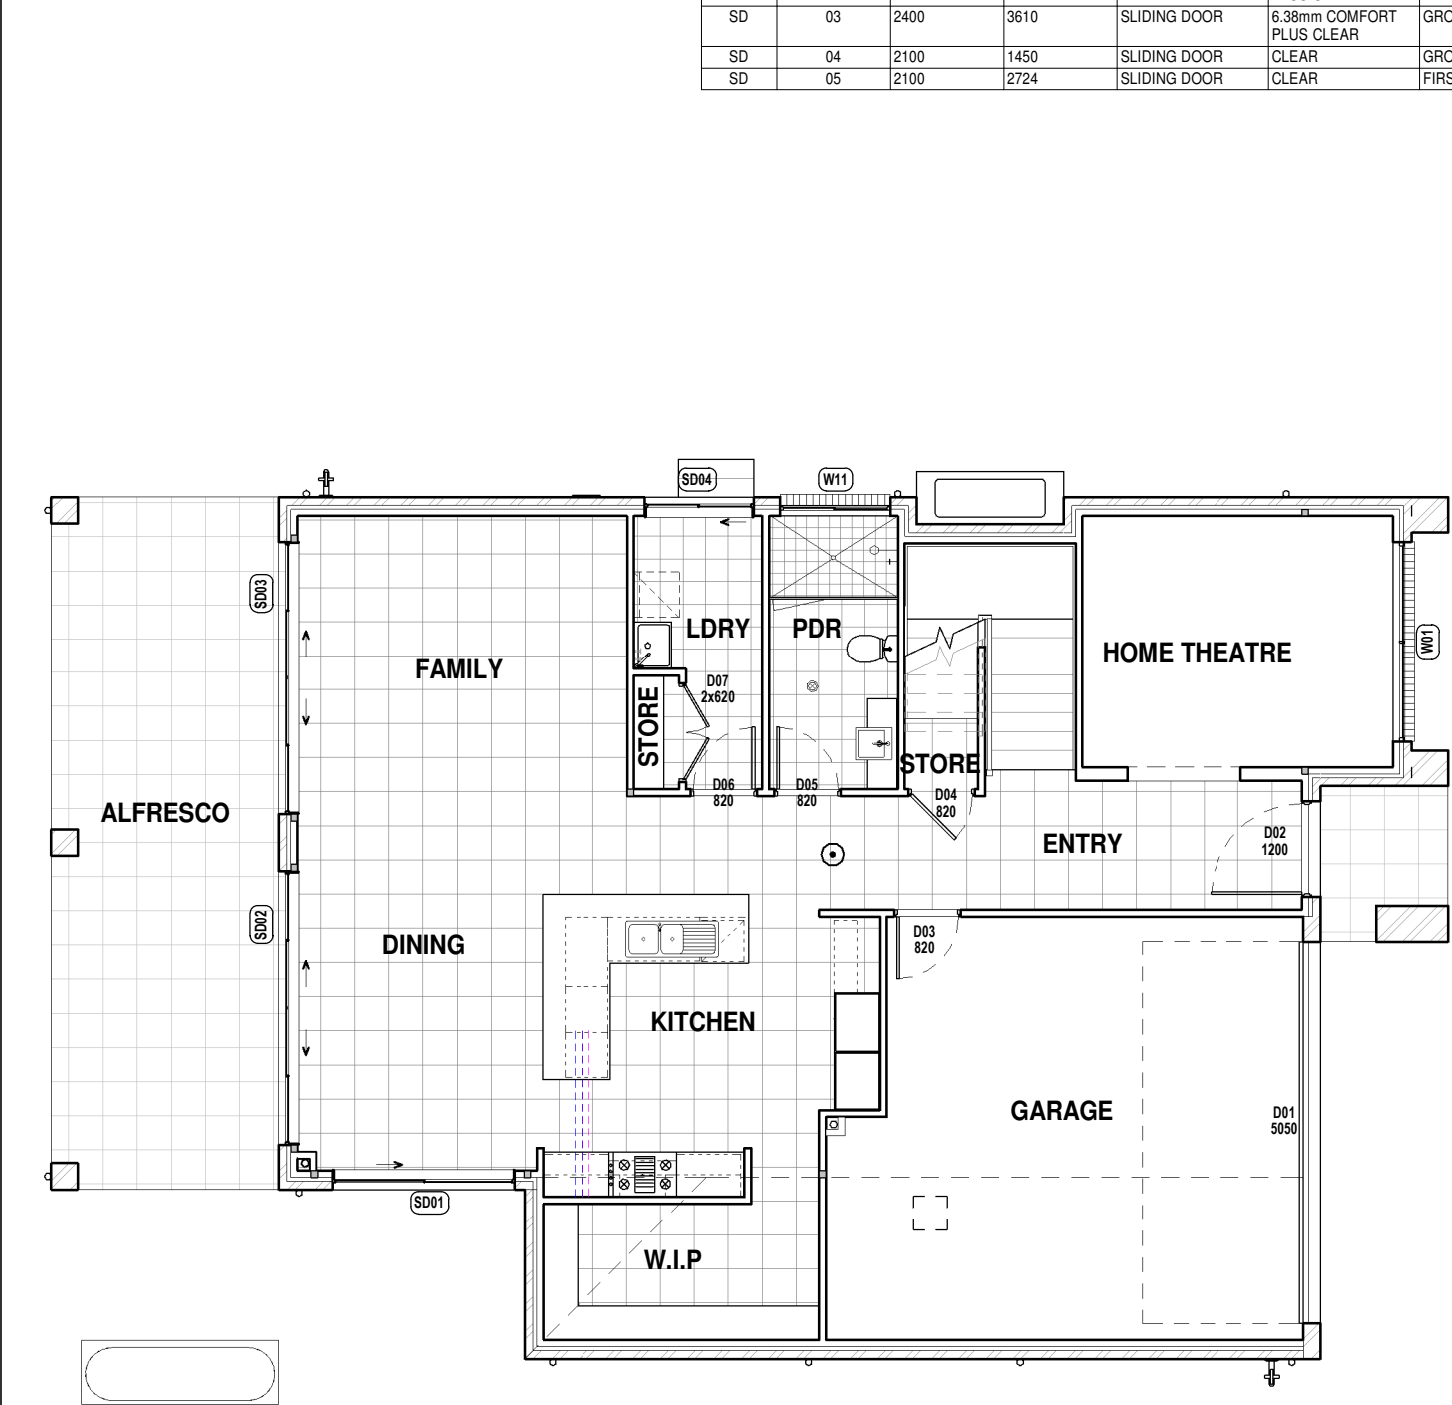 SD 03 2400 3610 SLIDING DOOR 6.38mm COMFORT
PLUS CLEAR
SD 04 2100 1450 SLIDING DOOR CLEAR
SD 05 2100 2724 SLIDING DOOR CLEAR
SD04
W11
SD03
W01
LDRY
PDR
FAMILY
HOME THEATRE
D07
2x620
STORE
STORE
D06
820
D05
820
D04
820
ALFRESCO
ENTRY
D02
1200
SD02
DINING
D03
820
KITCHEN
GARAGE
D01
5050
SD01
W.I.P